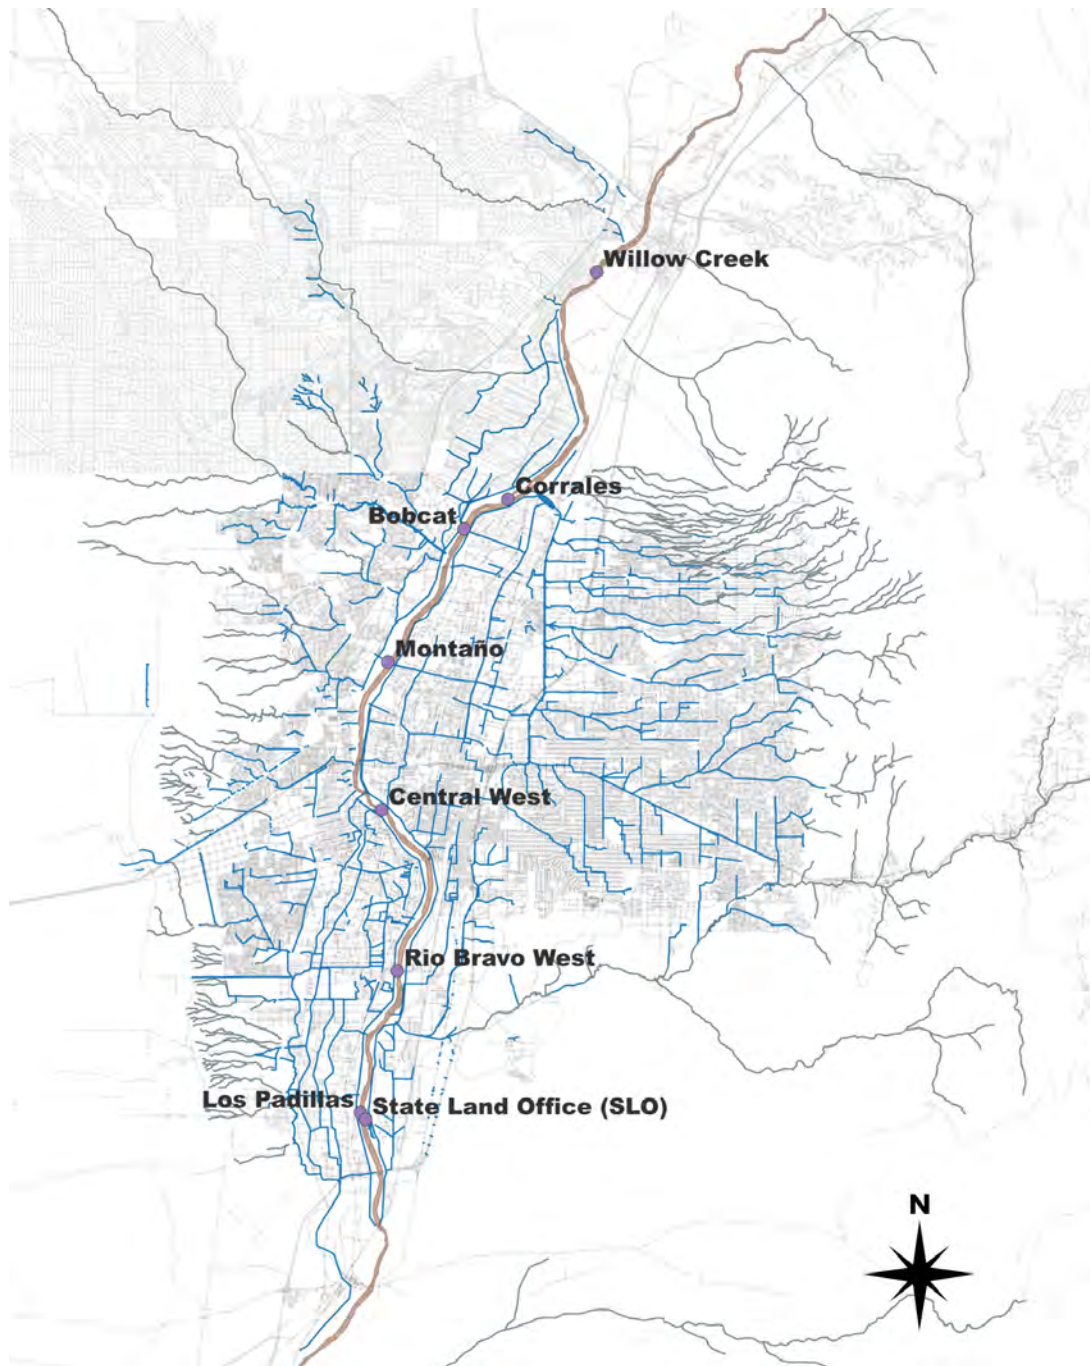 Willow Creek
Corrales
Bobcat
Montaño
Central West
Rio Bravo West
Los Padillas
State Land Office (SLO)
N